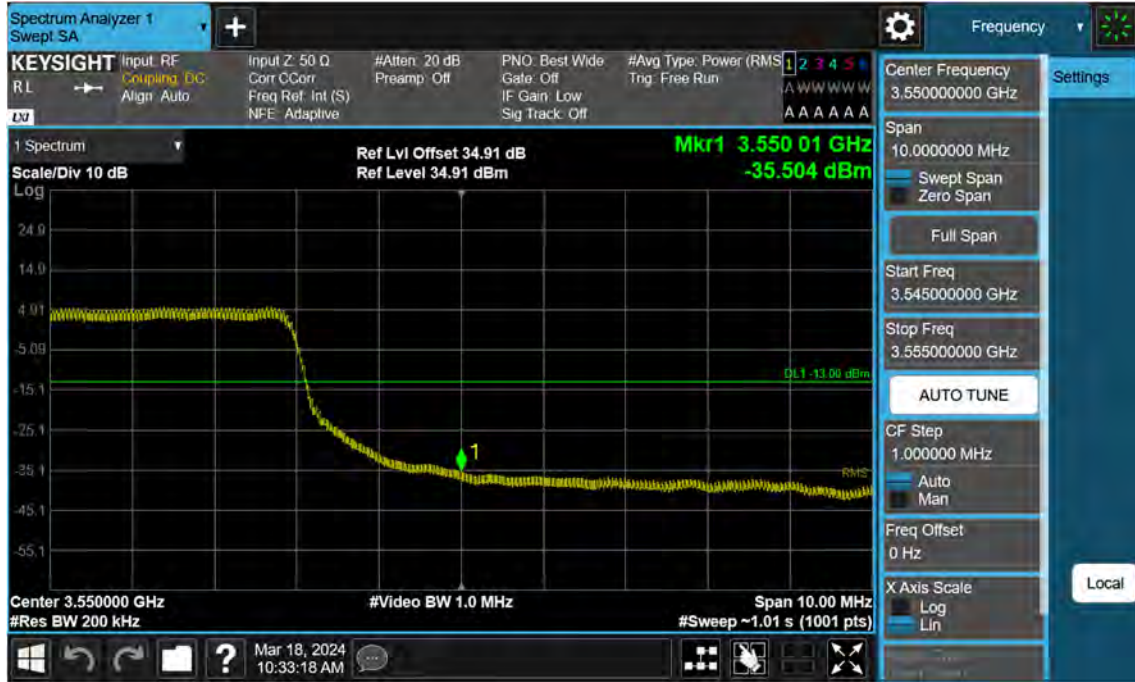 Spectrum Analyzer 1
Swept SA
+
Frequency
KEYSIGHT
RL
LXI
Input: RF
Coupling: DC
Align: Auto
Input Z: 50 Ω
Corr CCorr
Freq Ref: Int (S)
NFE: Adaptive
#Atten: 20 dB
Preamp: Off
PNO: Best Wide
Gate: Off
IF Gain: Low
Sig Track: Off
#Avg Type: Power (RMS
Trig: Free Run
1 2 3 4 5 6
A W W W W W
A A A A A A
1 Spectrum
Scale/Div 10 dB
Log
Ref Lvl Offset 34.91 dB
Ref Level 34.91 dBm
Mkr1 3.550 01 GHz
-35.504 dBm
24.9
14.9
4.91
-5.09
-15.1
-25.1
-35.1
-45.1
-55.1
DL1 -13.00 dBm
1
RMS
Center 3.550000 GHz
#Res BW 200 kHz
#Video BW 1.0 MHz
Span 10.00 MHz
#Sweep ~1.01 s (1001 pts)
Center Frequency
3.550000000 GHz
Settings
Span
10.0000000 MHz
Swept Span
Zero Span
Full Span
Start Freq
3.545000000 GHz
Stop Freq
3.555000000 GHz
AUTO TUNE
CF Step
1.000000 MHz
Auto
Man
Freq Offset
0 Hz
X Axis Scale
Log
Lin
Local
?
Mar 18, 2024
10:33:18 AM